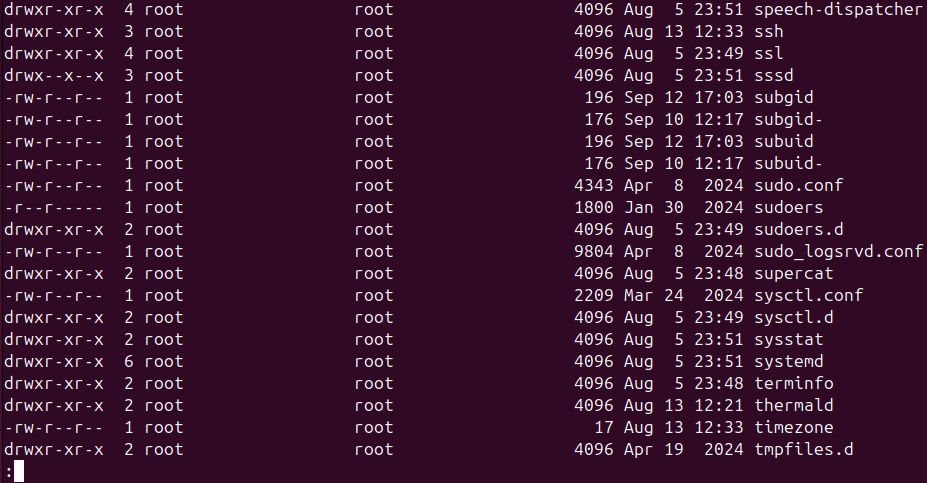 drwxr-xr-x  4 root                 root                  4096 Aug  5 23:51 speech-dispatcher
drwxr-xr-x  3 root                 root                  4096 Aug 13 12:33 ssh
drwxr-xr-x  4 root                 root                  4096 Aug  5 23:49 ssl
drwx--x--x  3 root                 root                  4096 Aug  5 23:51 sssd
-rw-r--r--  1 root                 root                   196 Sep 12 17:03 subgid
-rw-r--r--  1 root                 root                   176 Sep 10 12:17 subgid-
-rw-r--r--  1 root                 root                   196 Sep 12 17:03 subuid
-rw-r--r--  1 root                 root                   176 Sep 10 12:17 subuid-
-rw-r--r--  1 root                 root                  4343 Apr  8  2024 sudo.conf
-r--r-----  1 root                 root                  1800 Jan 30  2024 sudoers
drwxr-xr-x  2 root                 root                  4096 Aug  5 23:49 sudoers.d
-rw-r--r--  1 root                 root                  9804 Apr  8  2024 sudo_logsrvd.conf
drwxr-xr-x  2 root                 root                  4096 Aug  5 23:48 supercat
-rw-r--r--  1 root                 root                  2209 Mar 24  2024 sysctl.conf
drwxr-xr-x  2 root                 root                  4096 Aug  5 23:49 sysctl.d
drwxr-xr-x  2 root                 root                  4096 Aug  5 23:51 sysstat
drwxr-xr-x  6 root                 root                  4096 Aug  5 23:51 systemd
drwxr-xr-x  2 root                 root                  4096 Aug  5 23:48 terminfo
drwxr-xr-x  2 root                 root                  4096 Aug 13 12:21 thermald
-rw-r--r--  1 root                 root                    17 Aug 13 12:33 timezone
drwxr-xr-x  2 root                 root                  4096 Apr 19  2024 tmpfiles.d
: